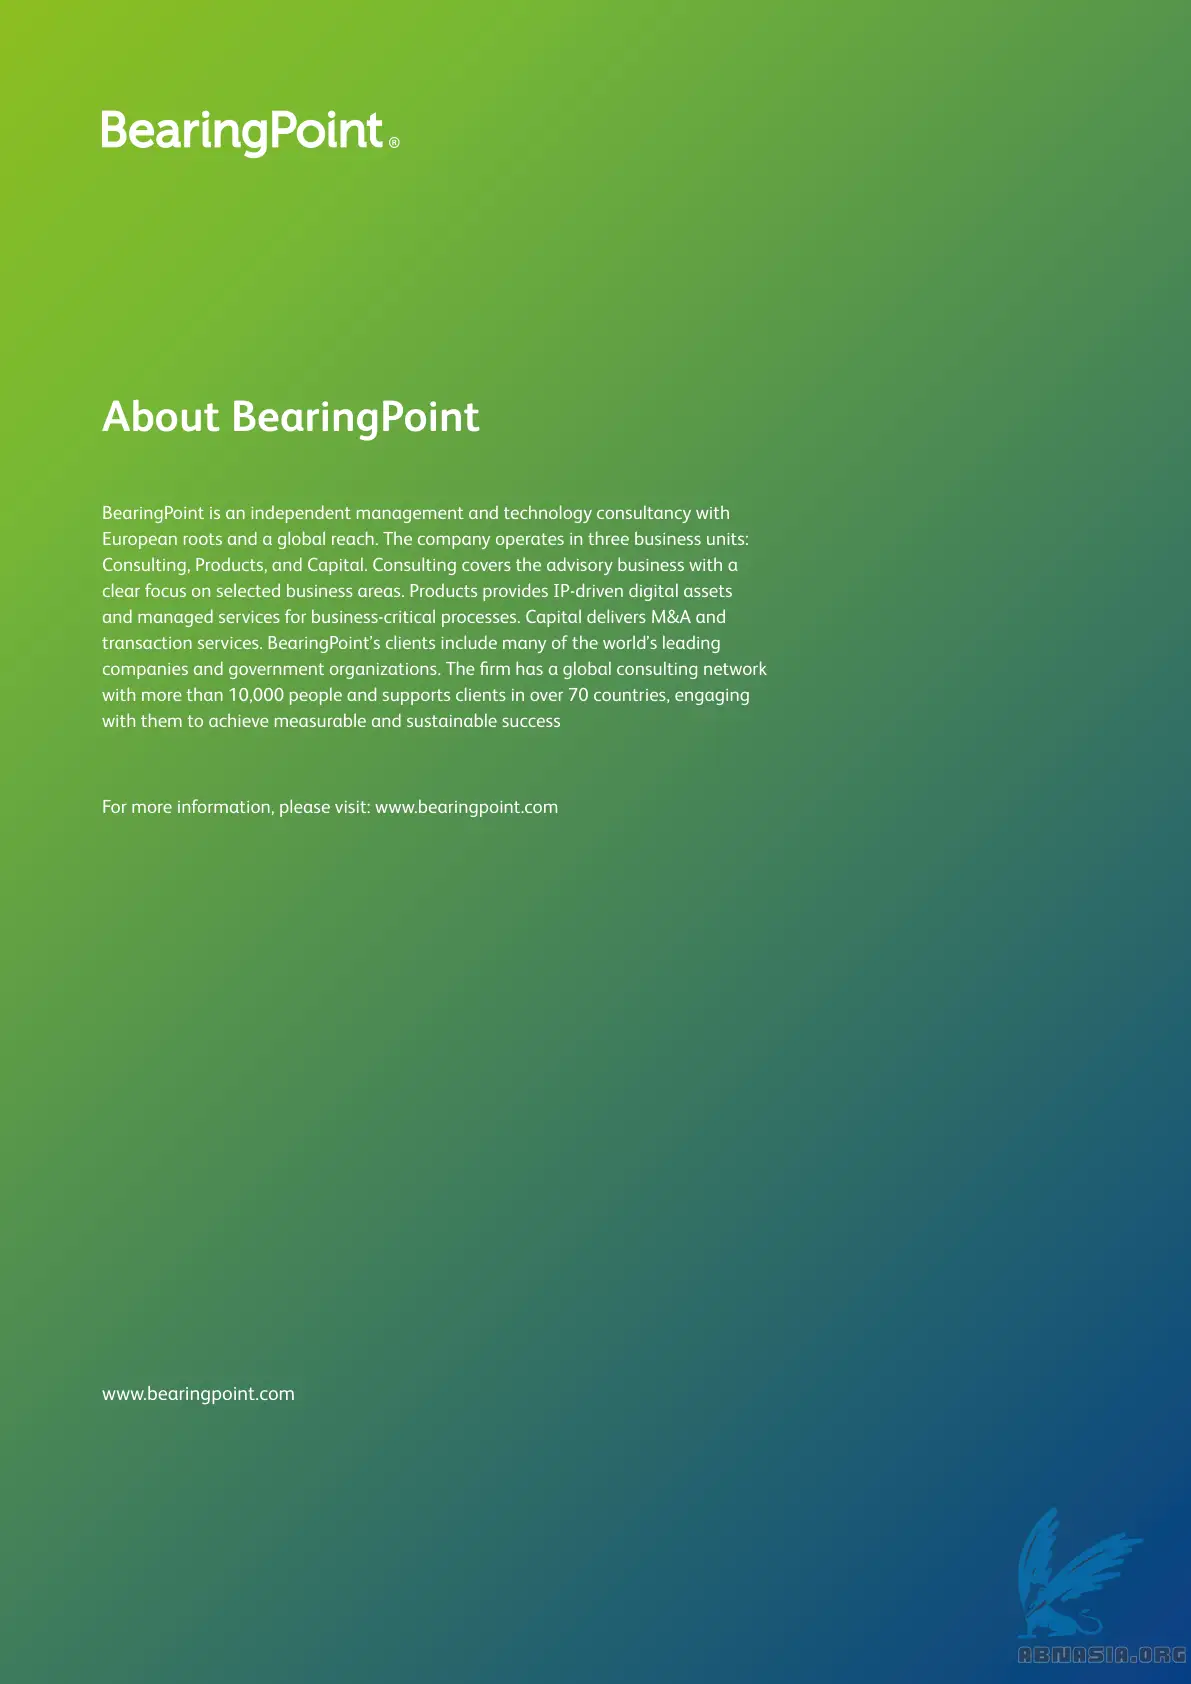 BearingPoint ®
About BearingPoint
BearingPoint is an independent management and technology consultancy with
European roots and a global reach. The company operates in three business units:
Consulting, Products, and Capital. Consulting covers the advisory business with a
clear focus on selected business areas. Products provides IP-driven digital assets
and managed services for business-critical processes. Capital delivers M&A and
transaction services. BearingPoint’s clients include many of the world’s leading
companies and government organizations. The firm has a global consulting network
with more than 10,000 people and supports clients in over 70 countries, engaging
with them to achieve measurable and sustainable success
For more information, please visit: www.bearingpoint.com
www.bearingpoint.com
ABNASIA.ORG